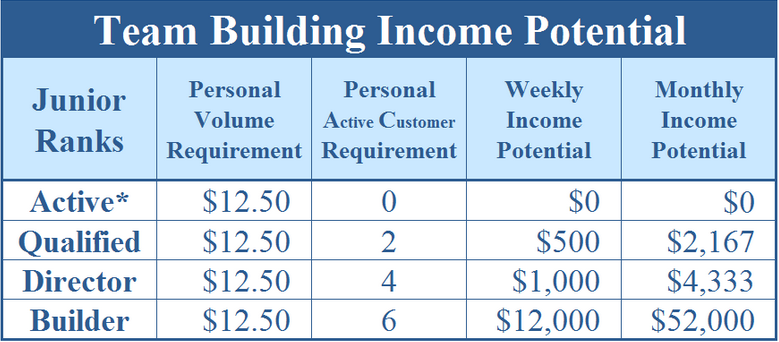 Team Building Income Potential
Junior Ranks Personal Volume Requirement Personal Active Customer Requirement Weekly Income Potential Monthly Income Potential
Active* $12.50 0 $0 $0
Qualified $12.50 2 $500 $2,167
Director $12.50 4 $1,000 $4,333
Builder $12.50 6 $12,000 $52,000